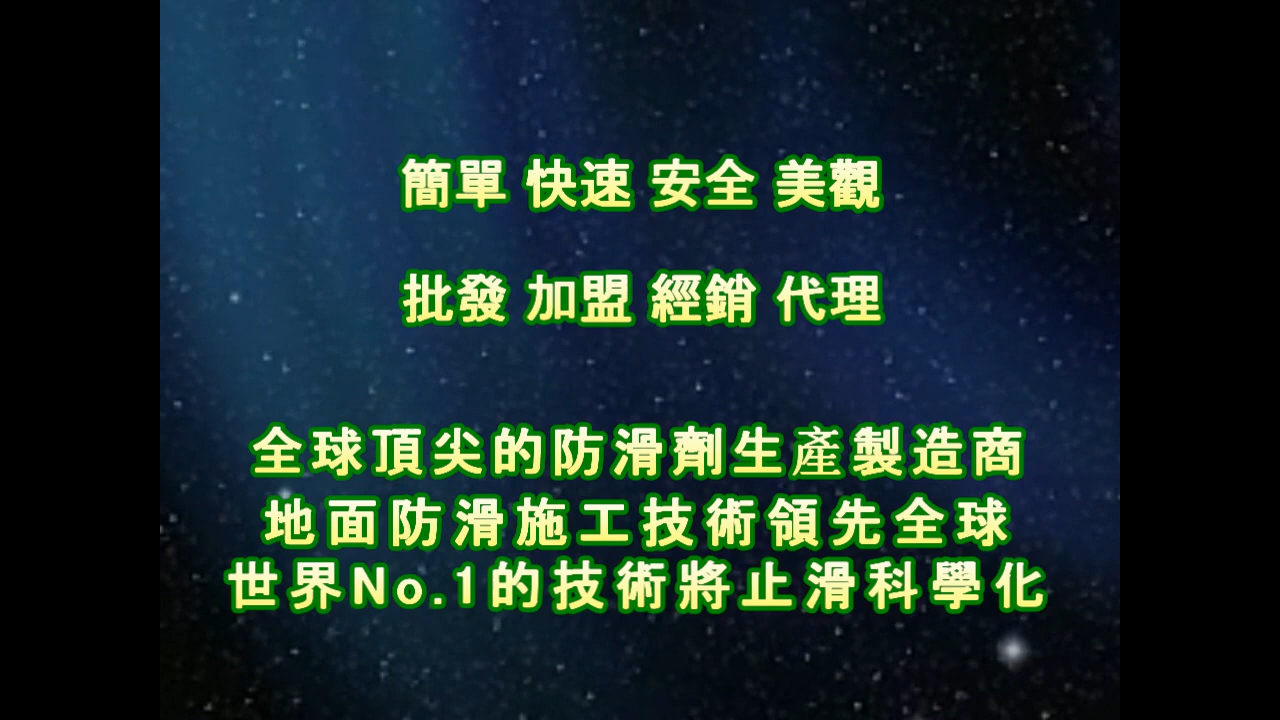 簡單 快速 安全 美觀
批發 加盟 經銷 代理
全球頂尖的防滑劑生產製造商
地面防滑施工技術領先全球
世界No.1的技術將止滑科學化